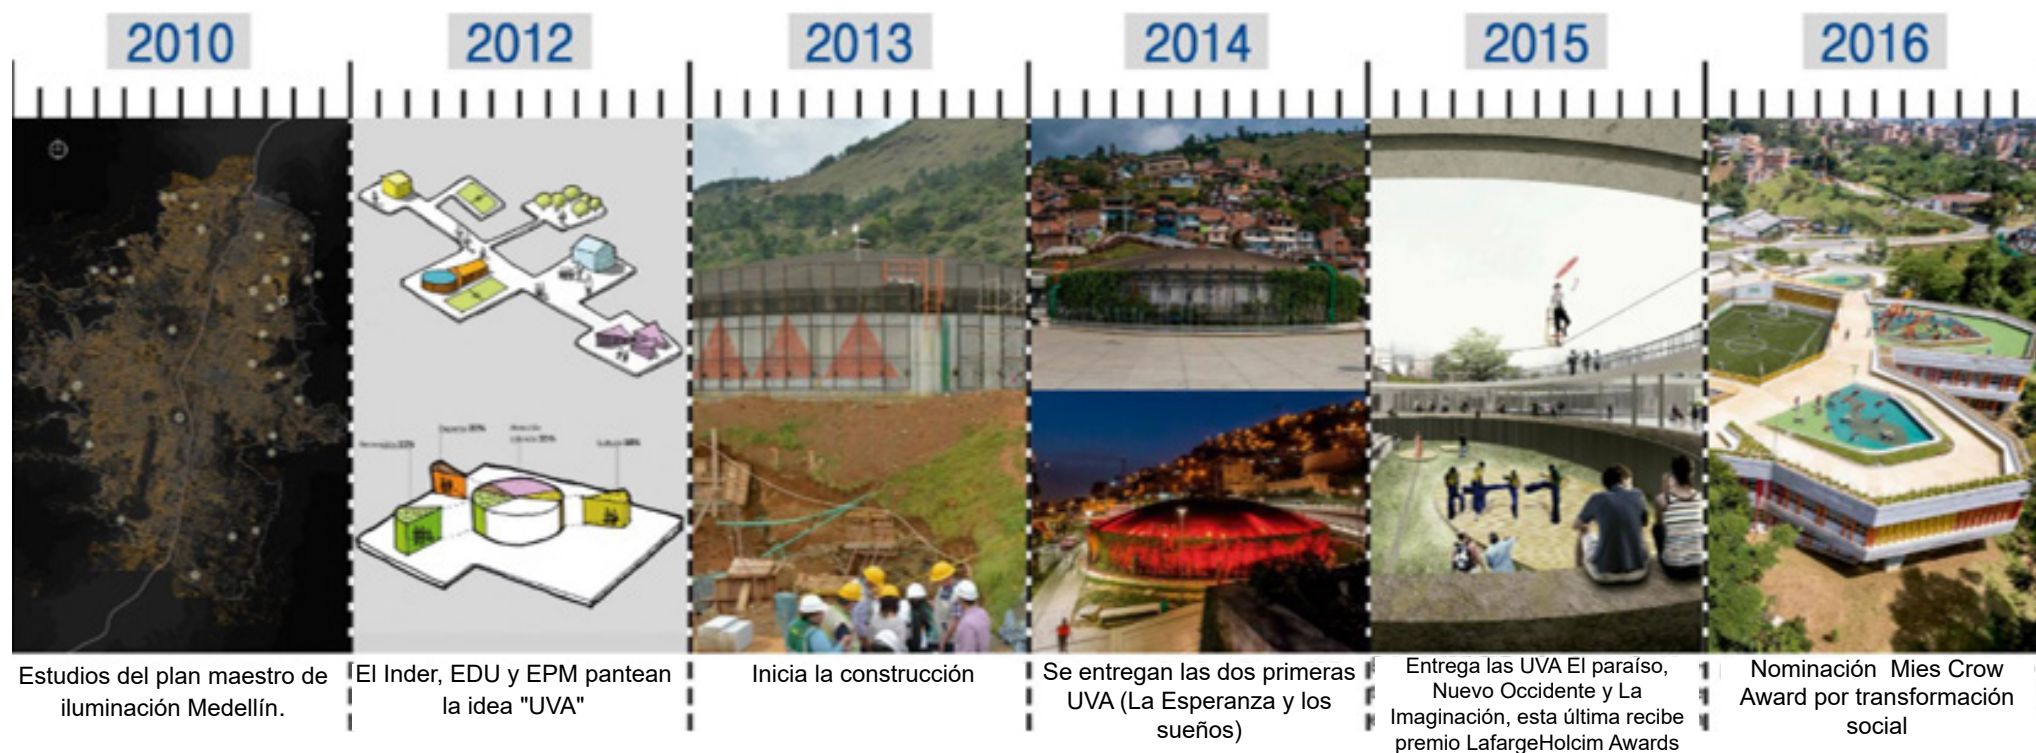 2010
2012
2013
2014
2015
2016
Estudios del plan maestro de
iluminación Medellín.
El Inder, EDU y EPM pantean
la idea "UVA"
Inicia la construcción
Se entregan las dos primeras
UVA (La Esperanza y los
sueños)
Entrega las UVA El paraíso,
Nuevo Occidente y La
Imaginación, esta última recibe
premio LafargeHolcim Awards
Nominación Mies Crow
Award por transformación
social